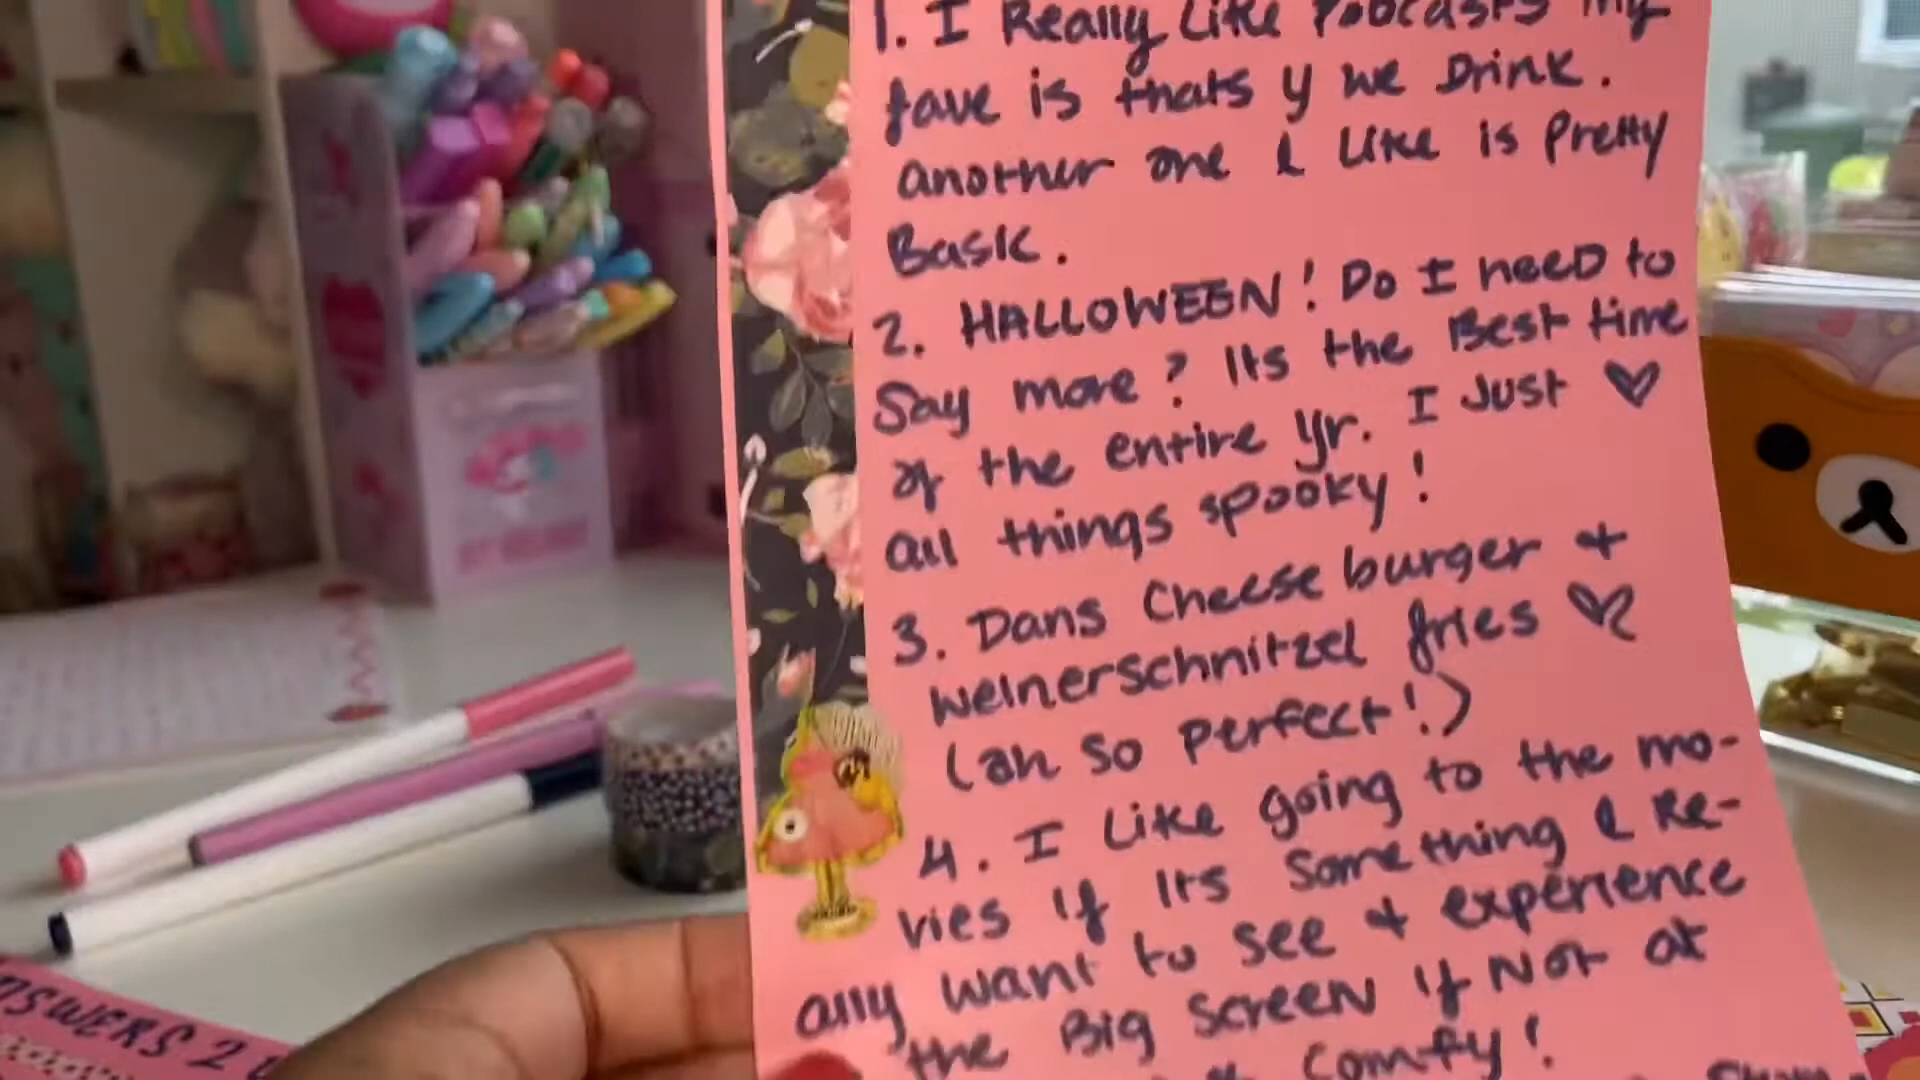 1. I Really Like Podcasts my
fave is thats y we Drink.
another one I Like is Pretty
Basic.
2. HALLOWEEN! Do I need to
Say more? Its the Best time
of the entire yr. I Just ♡
all things spooky!
3. Dans Cheeseburger +
weinerschnitzel fries ♡
(ah so perfect!)
4. I Like going to the mo-
vies if Its Something I Re-
ally want to see + experience
the Big Screen if Not at
Comfy!
ANSWERS 2